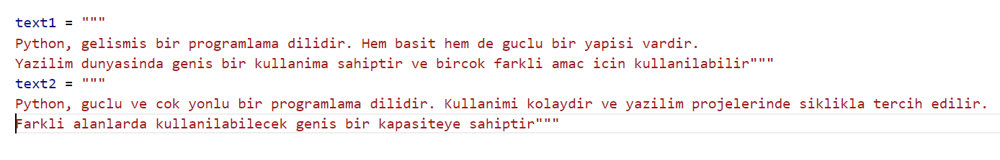 text1 = """
Python, gelismis bir programlama dilidir. Hem basit hem de guclu bir yapisi vardir.
Yazilim dunyasinda genis bir kullanima sahiptir ve bircok farkli amac icin kullanilabilir"""
text2 = """
Python, guclu ve cok yonlu bir programlama dilidir. Kullanimi kolaydir ve yazilim projelerinde siklikla tercih edilir.
Farkli alanlarda kullanilabilecek genis bir kapasiteye sahiptir"""